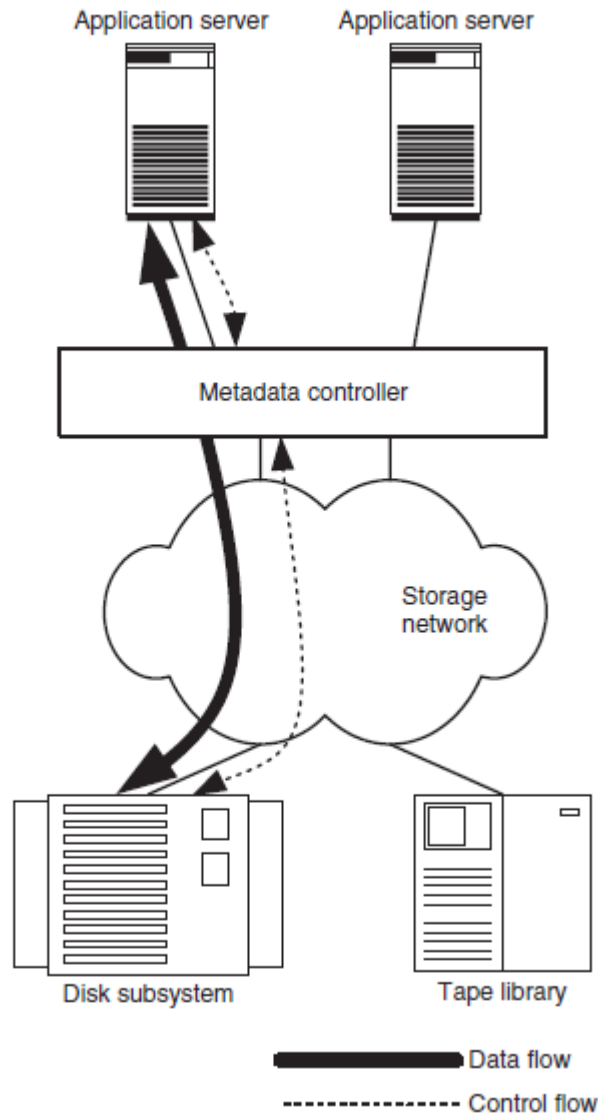 Application server
Application server
Metadata controller
Storage
network
Disk subsystem
Tape library
Data flow
Control flow